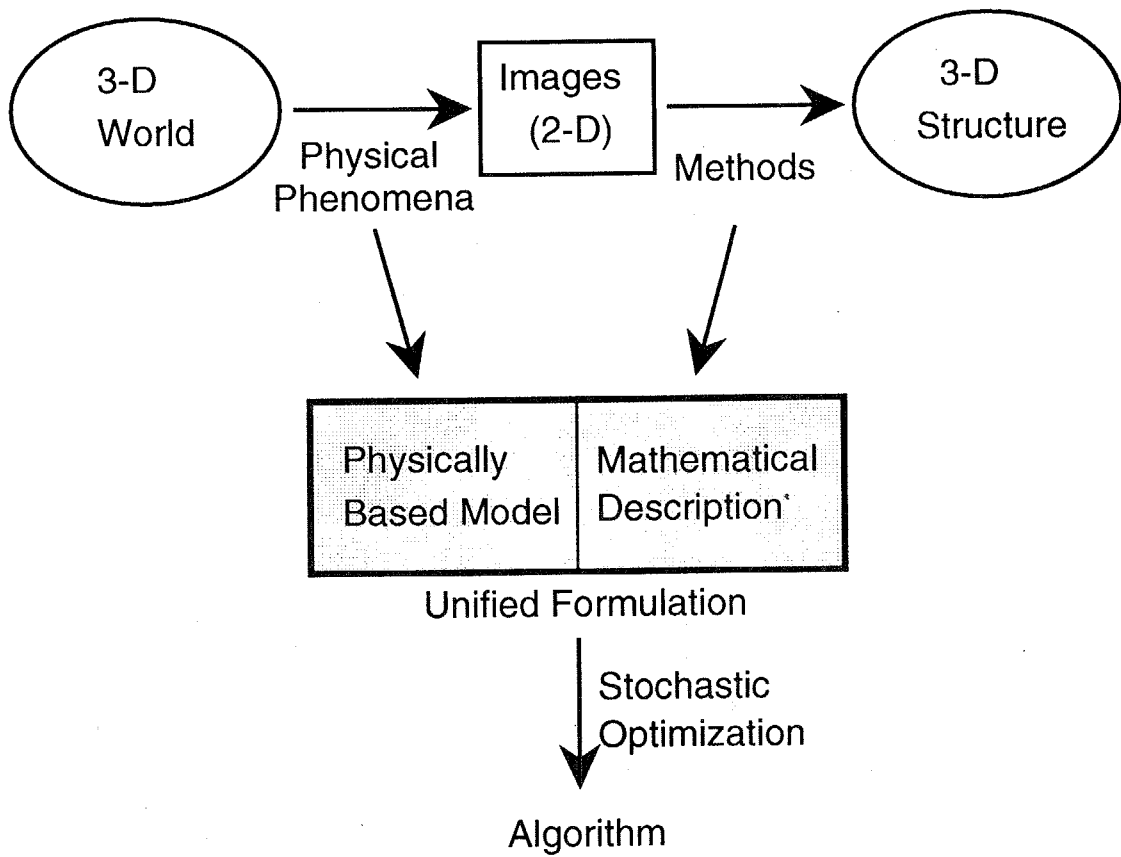 3-D
World
Physical
Phenomena
Images
(2-D)
Methods
3-D
Structure
Physically
Based Model
Mathematical
Description
Unified Formulation
Stochastic
Optimization
Algorithm